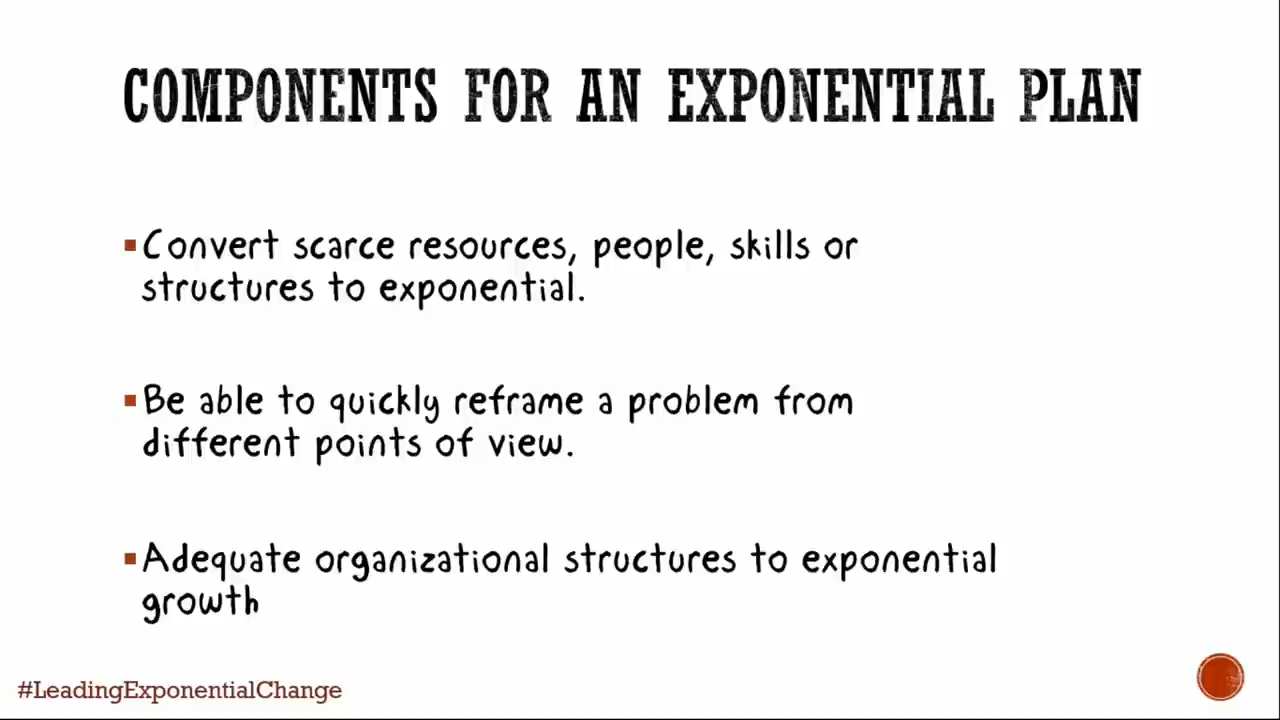 COMPONENTS FOR AN EXPONENTIAL PLAN
Convert scarce resources, people, skills or
structures to exponential.
Be able to quickly reframe a problem from
different points of view.
Adequate organizational structures to exponential
growth
#LeadingExponentialChange